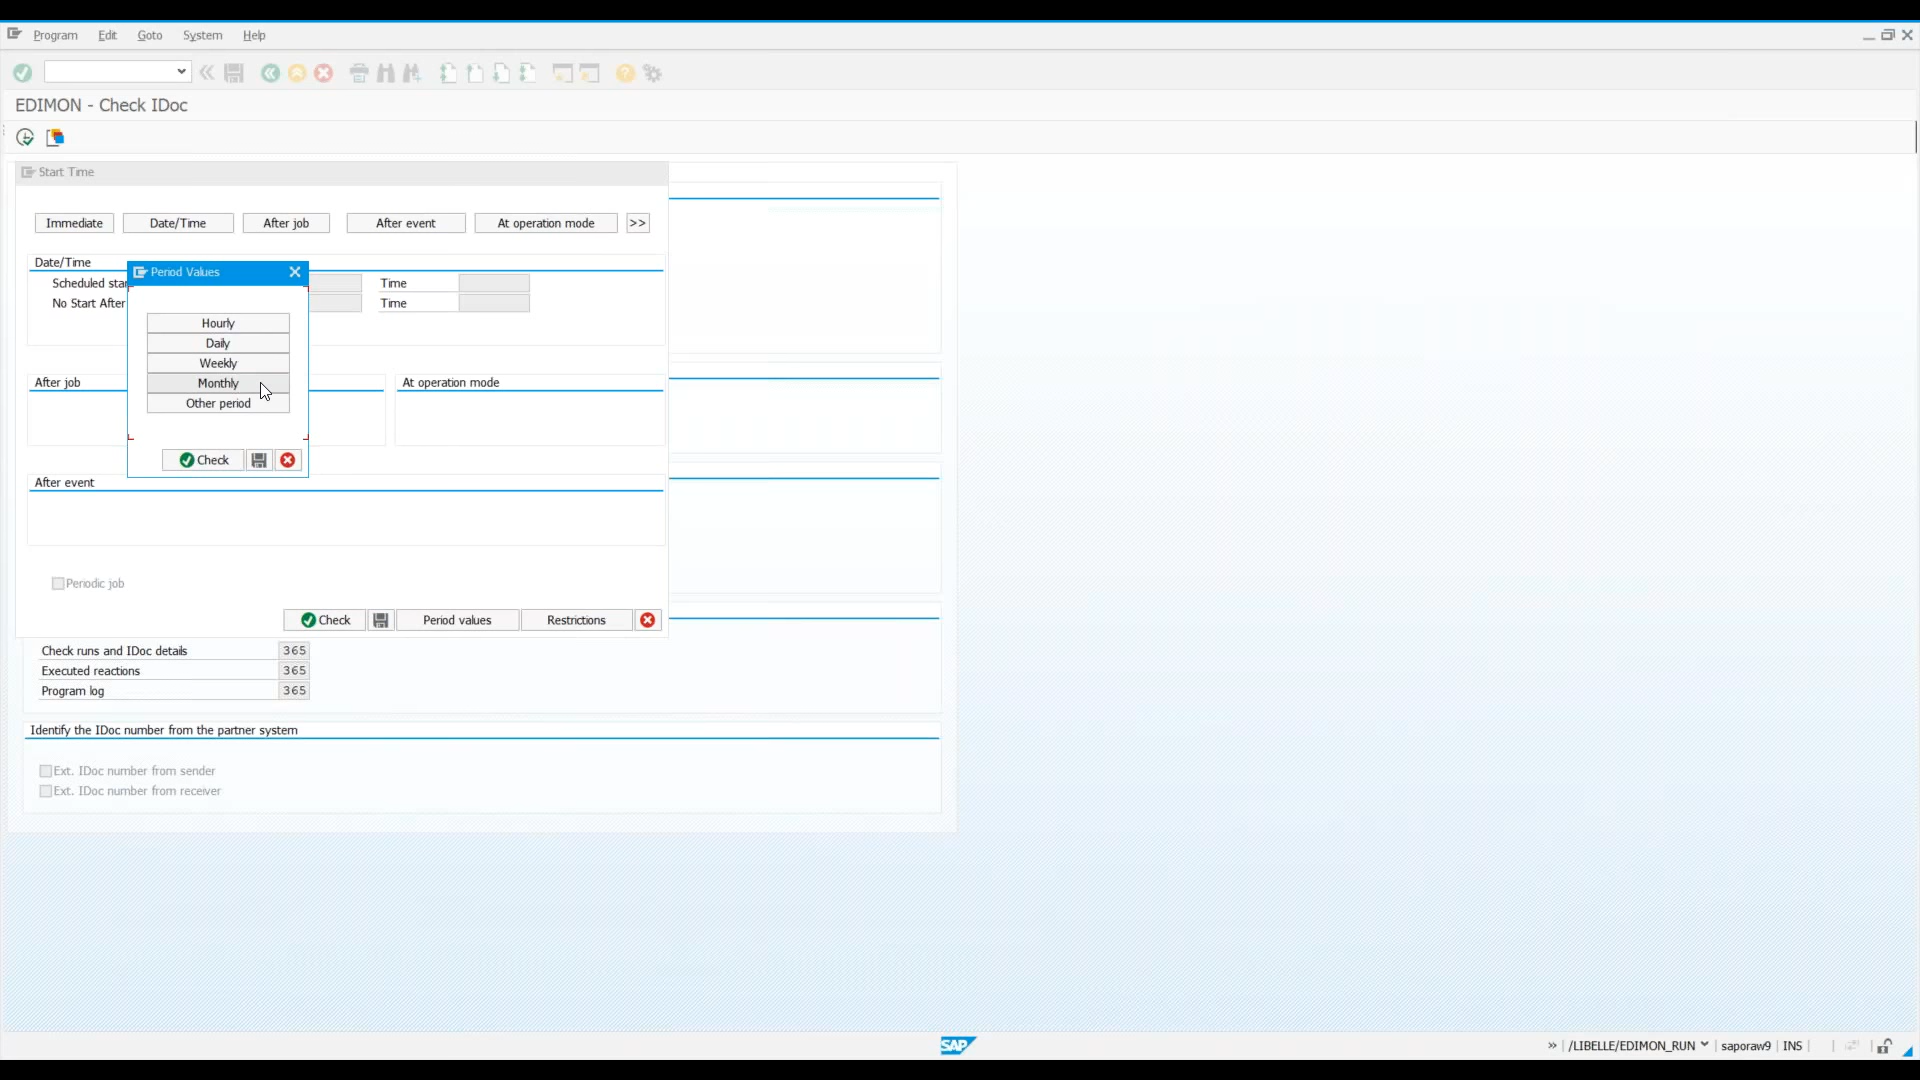 Program Edit Goto System Help
EDIMON - Check IDoc
Start Time
Immediate Date/Time After job After event At operation mode >>
Date/Time
Period Values
Scheduled star Time
No Start After Time
Hourly
Daily
Weekly
Monthly
Other period
Check
After job At operation mode
After event
Periodic job
Check Period values Restrictions
Check runs and IDoc details 365
Executed reactions 365
Program log 365
Identify the IDoc number from the partner system
Ext. IDoc number from sender
Ext. IDoc number from receiver
SAP
» /LIBELLE/EDIMON_RUN saporaw9 INS